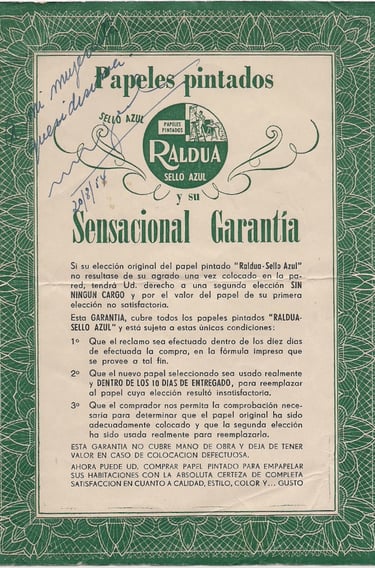 Papeles pintados
SELLO AZUL
PAPELES
PINTADOS
RALDUA
SELLO AZUL
20/8/54
y su
Sensacional Garantía
Si su elección original del papel pintado "Raldua-Sello Azul"
no resultase de su agrado una vez colocado en la pa-
red, tendrá Ud. derecho a una segunda elección SIN
NINGUN CARGO y por el valor del papel de su primera
elección no satisfactoria.
Esta GARANTIA, cubre todos los papeles pintados "RALDUA-
SELLO AZUL" y está sujeta a estas únicas condiciones:
1º Que el reclamo sea efectuado dentro de los diez días
de efectuada la compra, en la fórmula impresa que
se provee a tal fin.
2º Que el nuevo papel seleccionado sea usado realmente
y DENTRO DE LOS 10 DIAS DE ENTREGADO, para reemplazar
al papel cuya elección resultó insatisfactoria.
3º Que el comprador nos permita la comprobación nece-
saria para determinar que el papel original ha sido
adecuadamente colocado y que la segunda elección
ha sido usada realmente para reemplazarla.
ESTA GARANTIA NO CUBRE MANO DE OBRA Y DEJA DE TENER
VALOR EN CASO DE COLOCACION DEFECTUOSA.
AHORA PUEDE UD. COMPRAR PAPEL PINTADO PARA EMPAPELAR
SUS HABITACIONES CON LA ABSOLUTA CERTEZA DE COMPLETA
SATISFACCION EN CUANTO A CALIDAD, ESTILO, COLOR Y... GUSTO